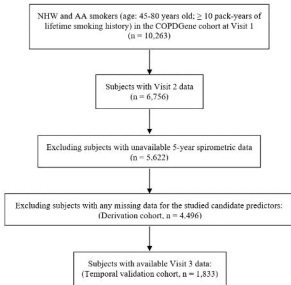 NHW and AA smokers (age: 45-80 years old; ≥ 10 pack-years of
lifetime smoking history) in the COPDGene cohort at Visit 1
(n = 10,263)
Subjects with Visit 2 data
(n = 6,756)
Excluding subjects with unavailable 5-year spirometric data
(n = 5,622)
Excluding subjects with any missing data for the studied candidate predictors:
(Derivation cohort, n = 4,496)
Subjects with available Visit 3 data:
(Temporal validation cohort, n = 1,833)